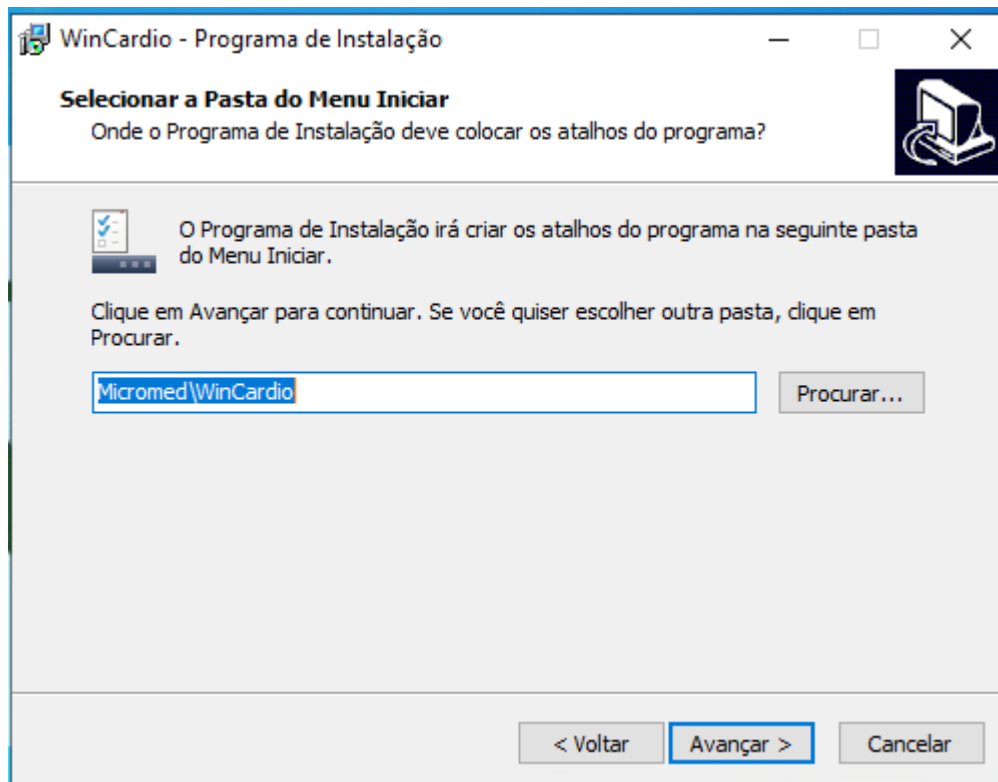 WinCardio - Programa de Instalação
Selecionar a Pasta do Menu Iniciar
Onde o Programa de Instalação deve colocar os atalhos do programa?
O Programa de Instalação irá criar os atalhos do programa na seguinte pasta
do Menu Iniciar.
Clique em Avançar para continuar. Se você quiser escolher outra pasta, clique em
Procurar.
Micromed\WinCardio
Procurar...
< Voltar
Avançar >
Cancelar